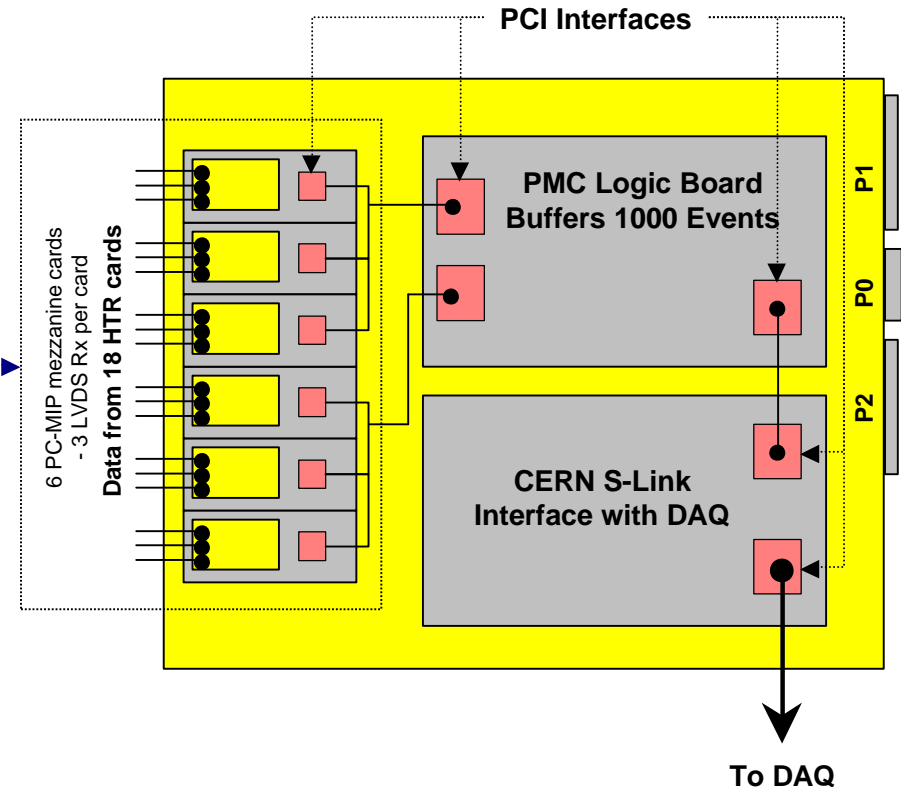 PCI Interfaces
6 PC-MIP mezzanine cards
- 3 LVDS Rx per card
Data from 18 HTR cards
PMC Logic Board
Buffers 1000 Events
P1
P0
P2
CERN S-Link
Interface with DAQ
To DAQ